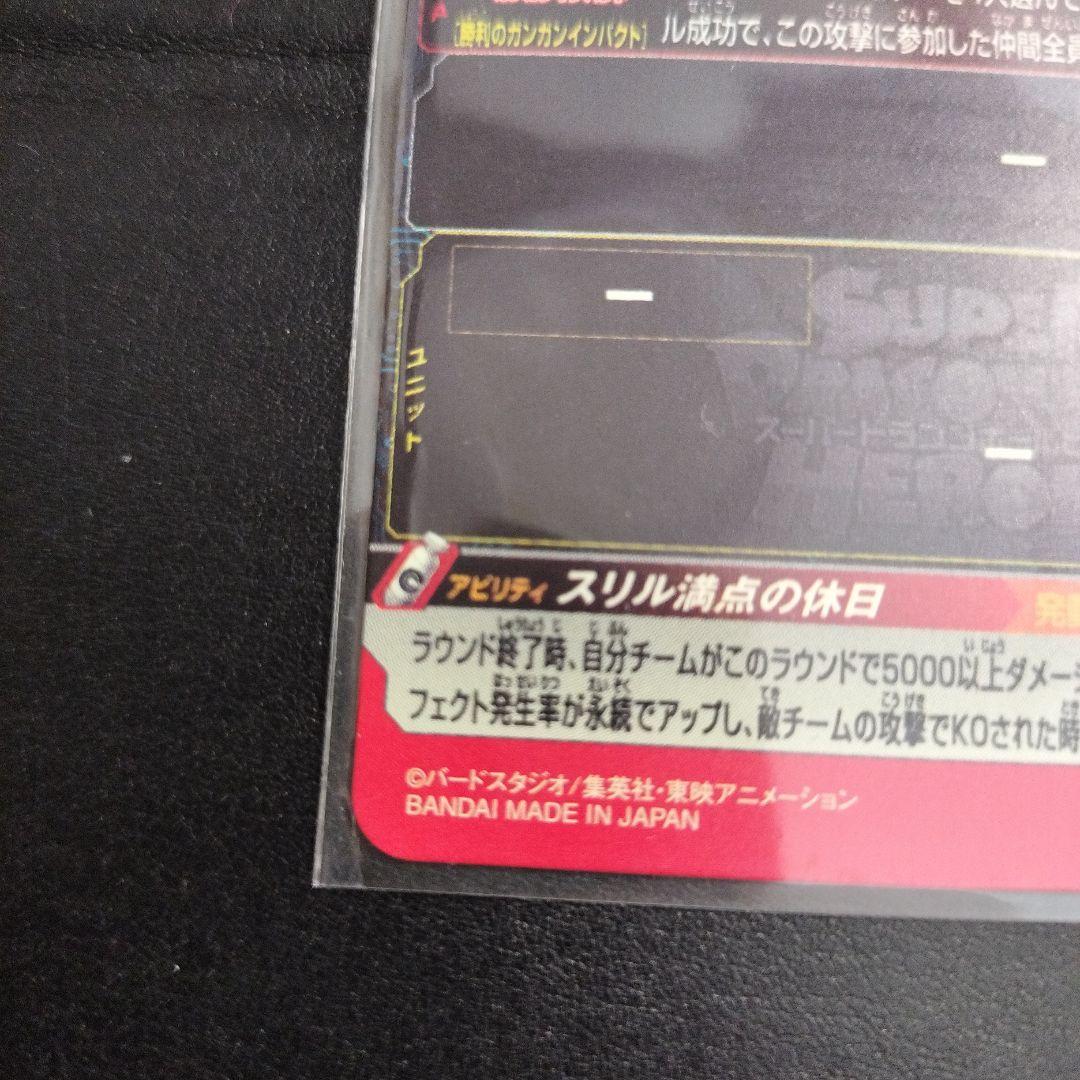 [勝利のガンガンインパクト] ル成功で、この攻撃に参加した仲間全員
ユニット
SUPER
DRAGON
HERO
アビリティ スリル満点の休日
ラウンド終了時、自分チームがこのラウンドで5000以上ダメージ
フェクト発生率が永続でアップし、敵チームの攻撃でKOされた時
©バードスタジオ/集英社・東映アニメーション
BANDAI MADE IN JAPAN